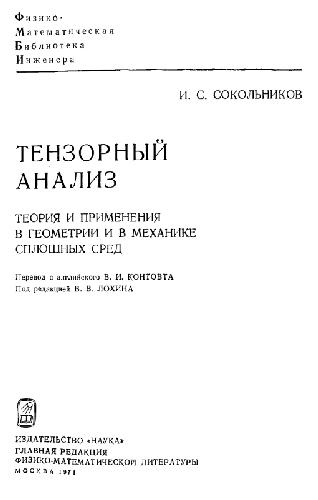 Физико-
Математическая
Библиотека
Инженера
И. С. СОКОЛЬНИКОВ
ТЕНЗОРНЫЙ
АНАЛИЗ
ТЕОРИЯ И ПРИМЕНЕНИЯ
В ГЕОМЕТРИИ И В МЕХАНИКЕ
СПЛОШНЫХ СРЕД
Перевод с английского В. И. КОНТОВТА
Под редакцией В. В. ЛОХИНА
ИЗДАТЕЛЬСТВО «НАУКА»
ГЛАВНАЯ РЕДАКЦИЯ
ФИЗИКО-МАТЕМАТИЧЕСКОЙ ЛИТЕРАТУРЫ
МОСКВА 1971